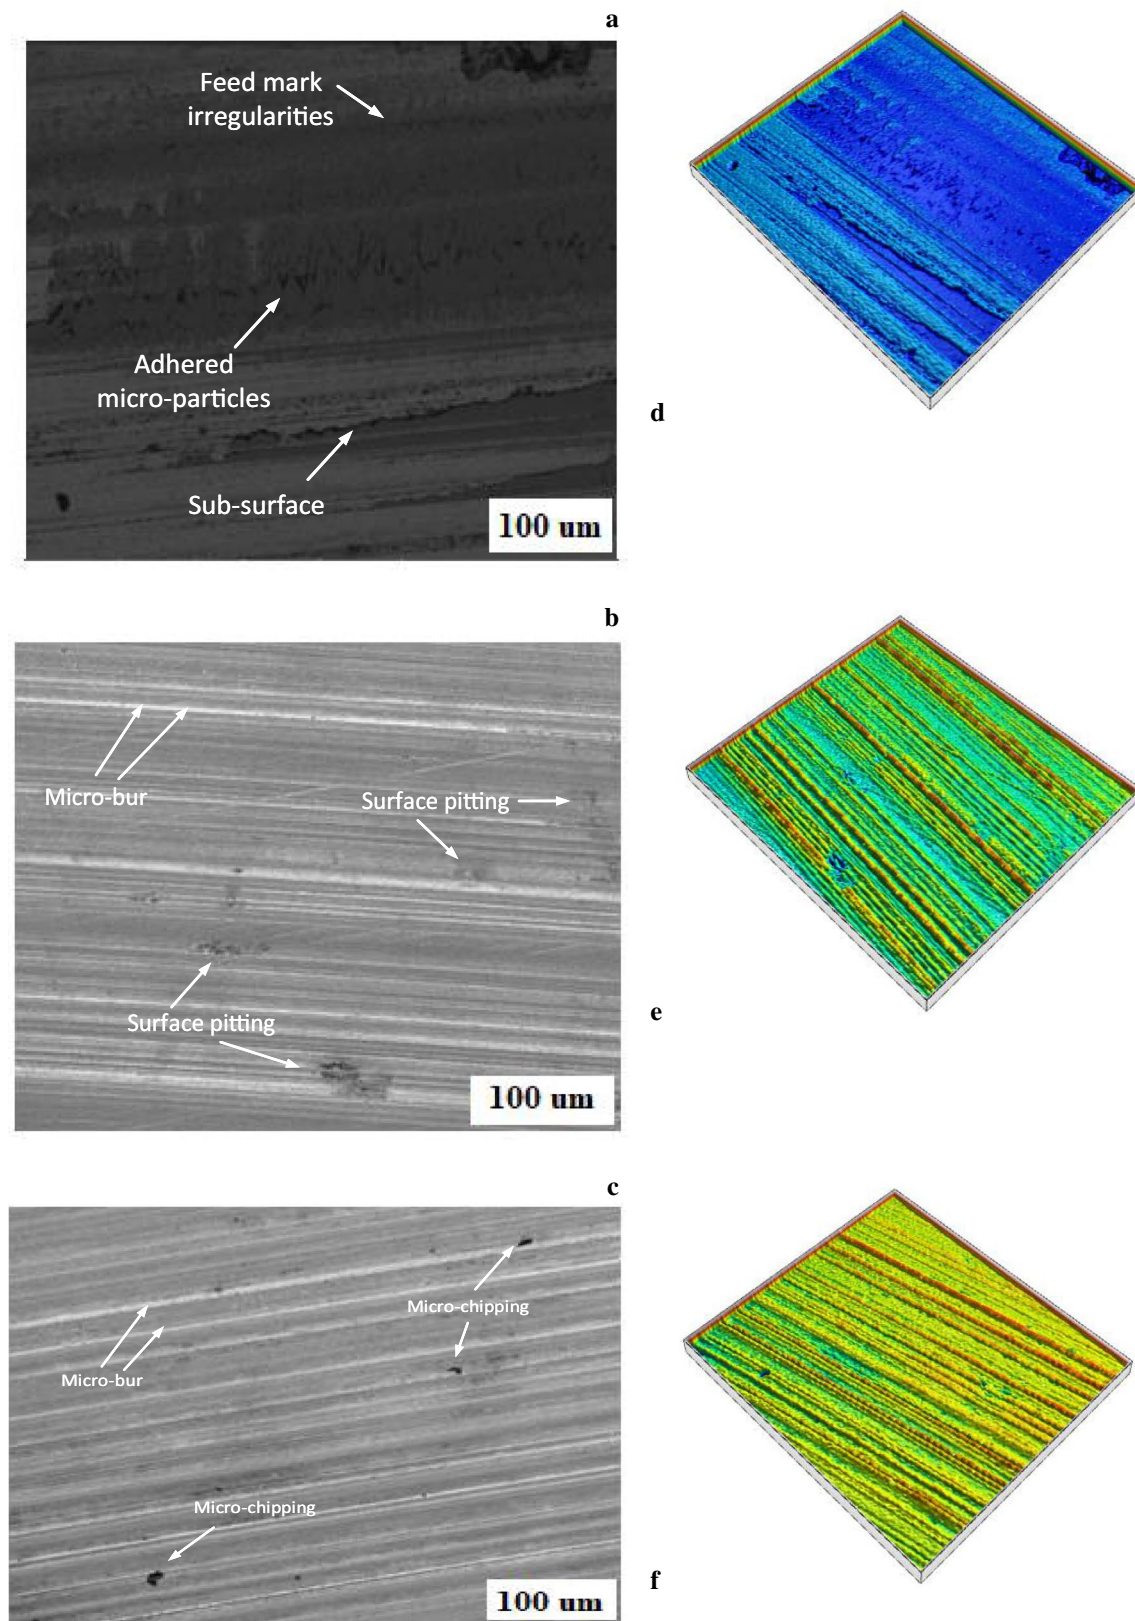 a
Feed mark
irregularities
Adhered
micro-particles
Sub-surface
100 um
d
b
Micro-bur
Surface pitting
Surface pitting
100 um
e
c
Micro-chipping
Micro-bur
Micro-chipping
100 um
f